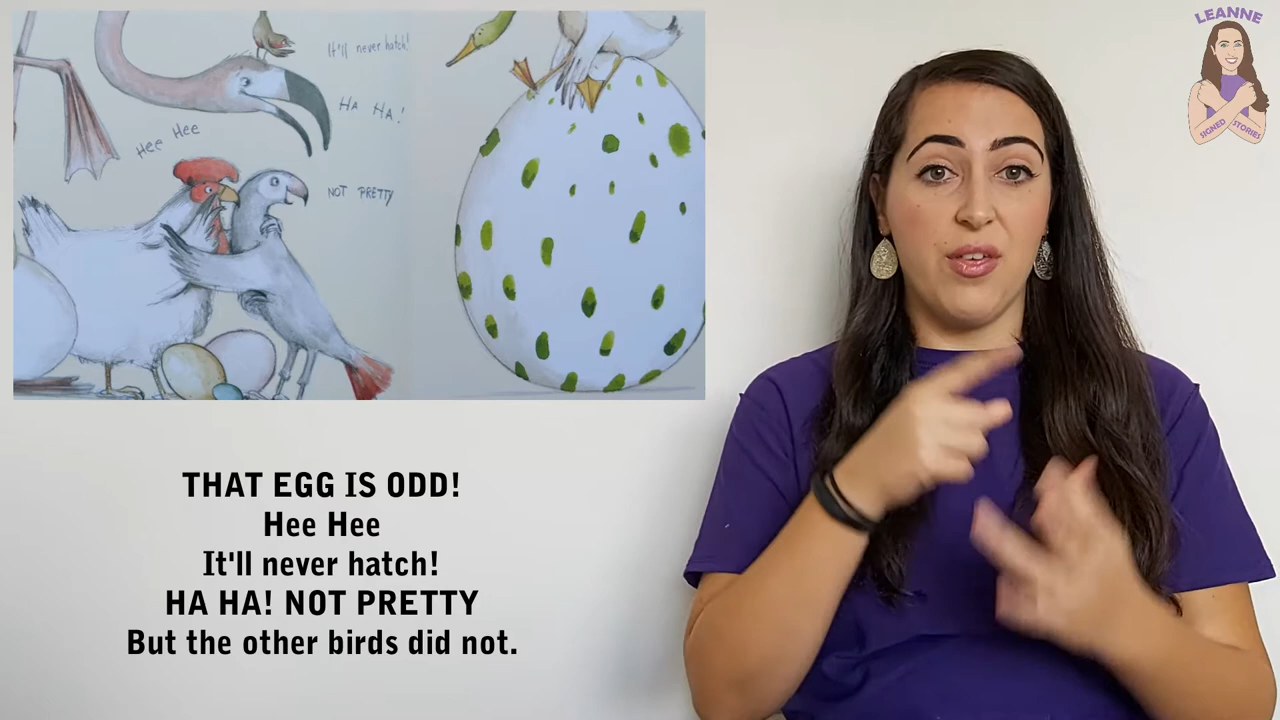 It'll never hatch!
HA HA!
Hee Hee
NOT PRETTY
LEANNE
SIGNED STORIES
THAT EGG IS ODD!
Hee Hee
It'll never hatch!
HA HA! NOT PRETTY
But the other birds did not.